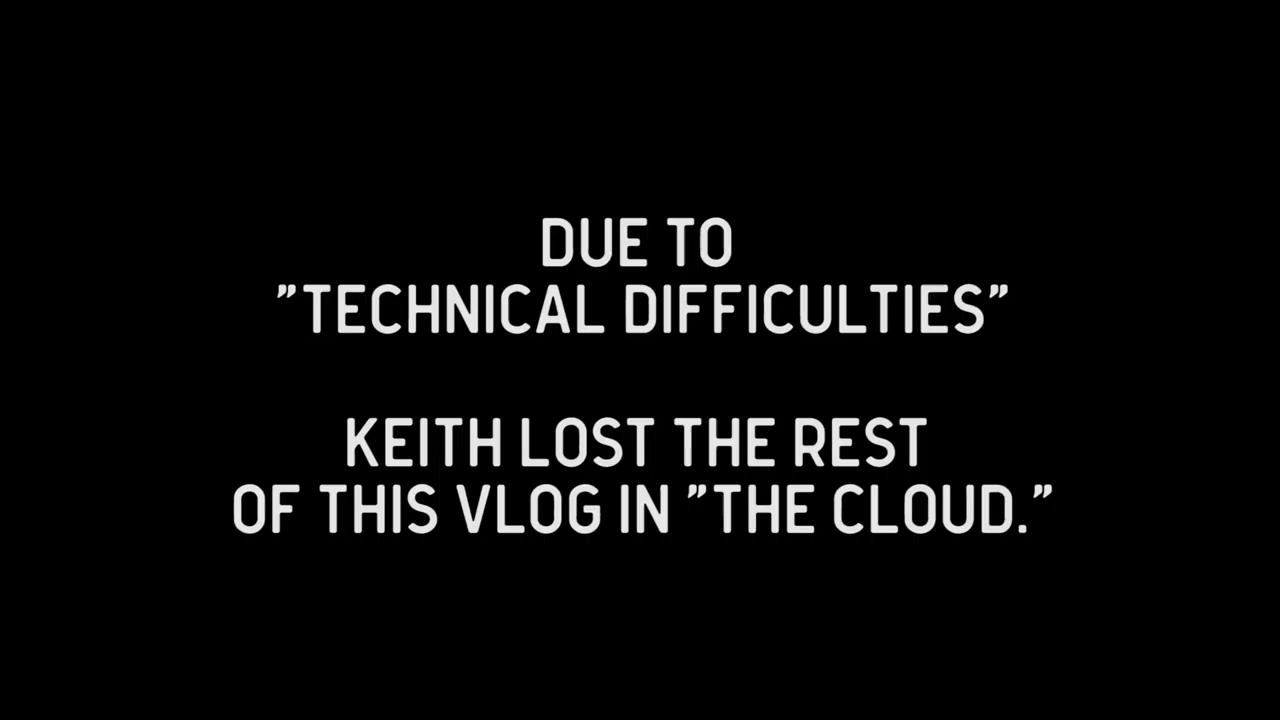 DUE TO
"TECHNICAL DIFFICULTIES"
KEITH LOST THE REST
OF THIS VLOG IN "THE CLOUD."